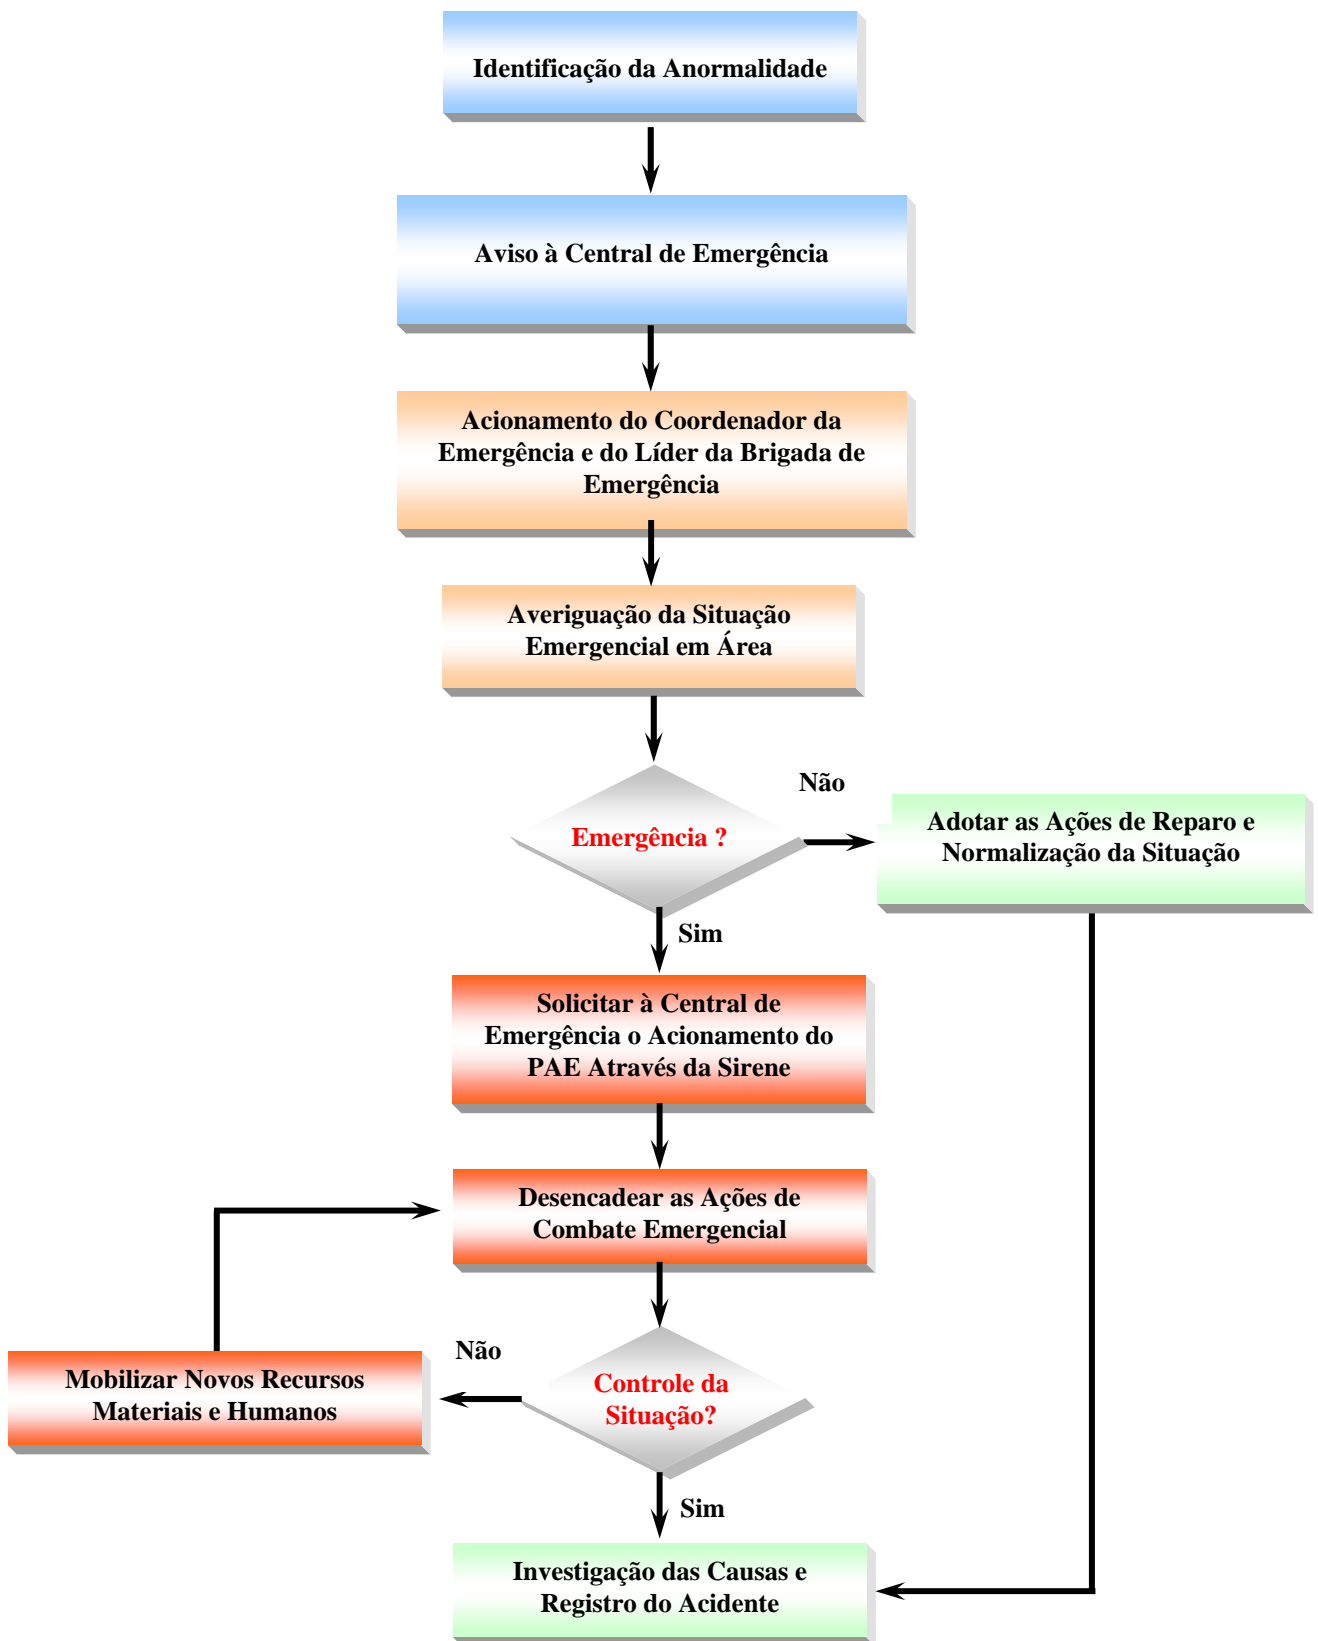 Identificação da Anormalidade
Aviso à Central de Emergência
Acionamento do Coordenador da
Emergência e do Líder da Brigada de
Emergência
Averiguação da Situação
Emergencial em Área
Emergência ?
Não
Adotar as Ações de Reparo e
Normalização da Situação
Sim
Solicitar à Central de
Emergência o Acionamento do
PAE Através da Sirene
Desencadear as Ações de
Combate Emergencial
Controle da
Situação?
Não
Mobilizar Novos Recursos
Materiais e Humanos
Sim
Investigação das Causas e
Registro do Acidente